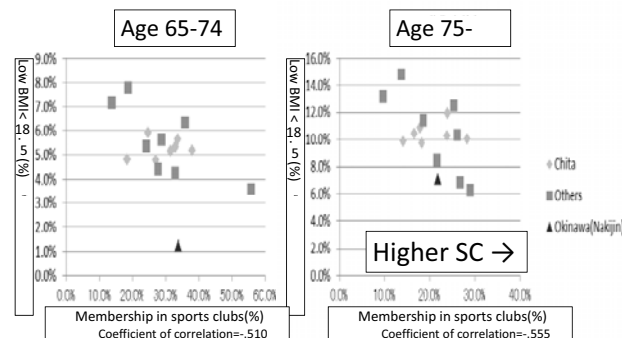 Age 65-74
Age 75-
Low BMI< 18. 5 (%)
9.0%
8.0%
7.0%
6.0%
5.0%
4.0%
3.0%
2.0%
1.0%
0.0%
0.0% 10.0% 20.0% 30.0% 40.0% 50.0% 60.0%
Membership in sports clubs(%)
Coefficient of correlation=-.510
Low BMI< 18. 5 (%)
16.0%
14.0%
12.0%
10.0%
8.0%
6.0%
4.0%
2.0%
0.0%
0.0% 10.0% 20.0% 30.0% 40.0%
Higher SC →
Membership in sports clubs(%)
Coefficient of correlation=-.555
Chita
Others
Okinawa(Nakijin)